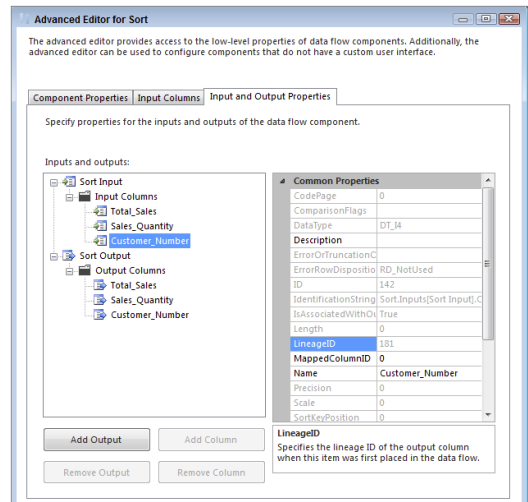 Advanced Editor for Sort
The advanced editor provides access to the low-level properties of data flow components. Additionally, the
advanced editor can be used to configure components that do not have a custom user interface.
Component Properties Input Columns Input and Output Properties
Specify properties for the inputs and outputs of the data flow component.
Inputs and outputs:
Sort Input
Input Columns
Total_Sales
Sales_Quantity
Customer_Number
Sort Output
Output Columns
Total_Sales
Sales_Quantity
Customer_Number
Common Properties
CodePage 0
ComparisonFlags
DataType DT_I4
Description
ErrorOrTruncationO
ErrorRowDispositio RD_NotUsed
ID 142
IdentificationString Sort.Inputs[Sort Input].C
IsAssociatedWithOu True
Length 0
LineageID 181
MappedColumnID 0
Name Customer_Number
Precision 0
Scale 0
SortKeyPosition 0
LineageID
Specifies the lineage ID of the output column
when this item was first placed in the data flow.
Add Output Add Column
Remove Output Remove Column